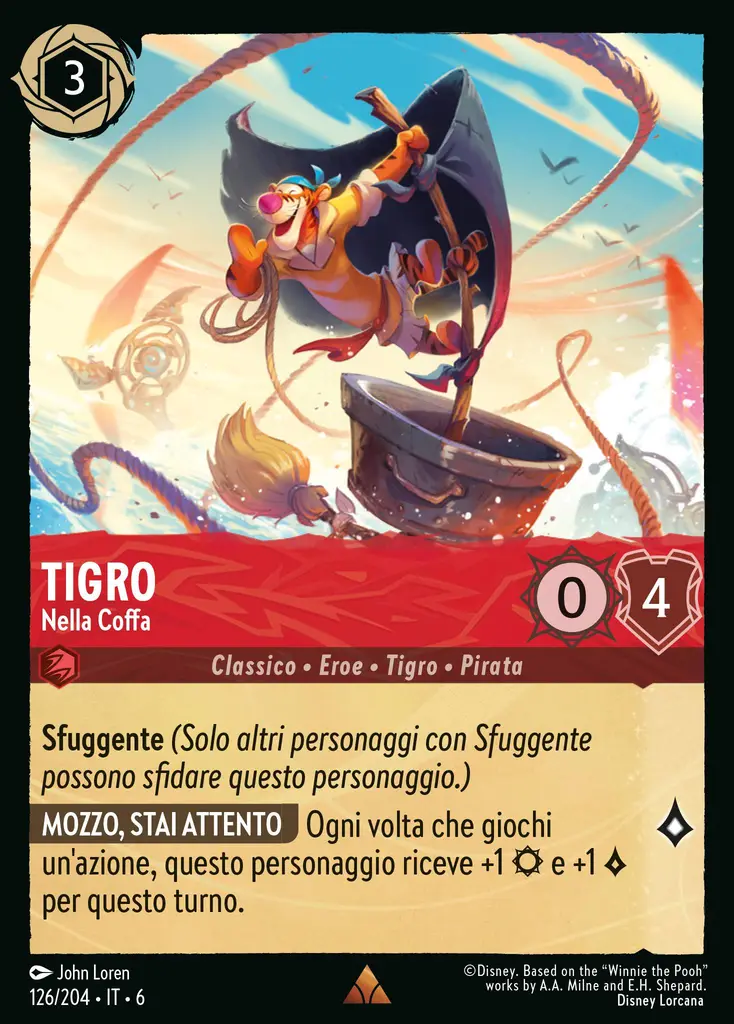 3
TIGRO
Nella Coffa
0
4
Classico • Eroe • Tigro • Pirata
Sfuggente (Solo altri personaggi con Sfuggente
possono sfidare questo personaggio.)
MOZZO, STAI ATTENTO Ogni volta che giochi
un'azione, questo personaggio riceve +1 e +1
per questo turno.
John Loren
126/204 • IT • 6
©Disney. Based on the “Winnie the Pooh”
works by A.A. Milne and E.H. Shepard.
Disney Lorcana